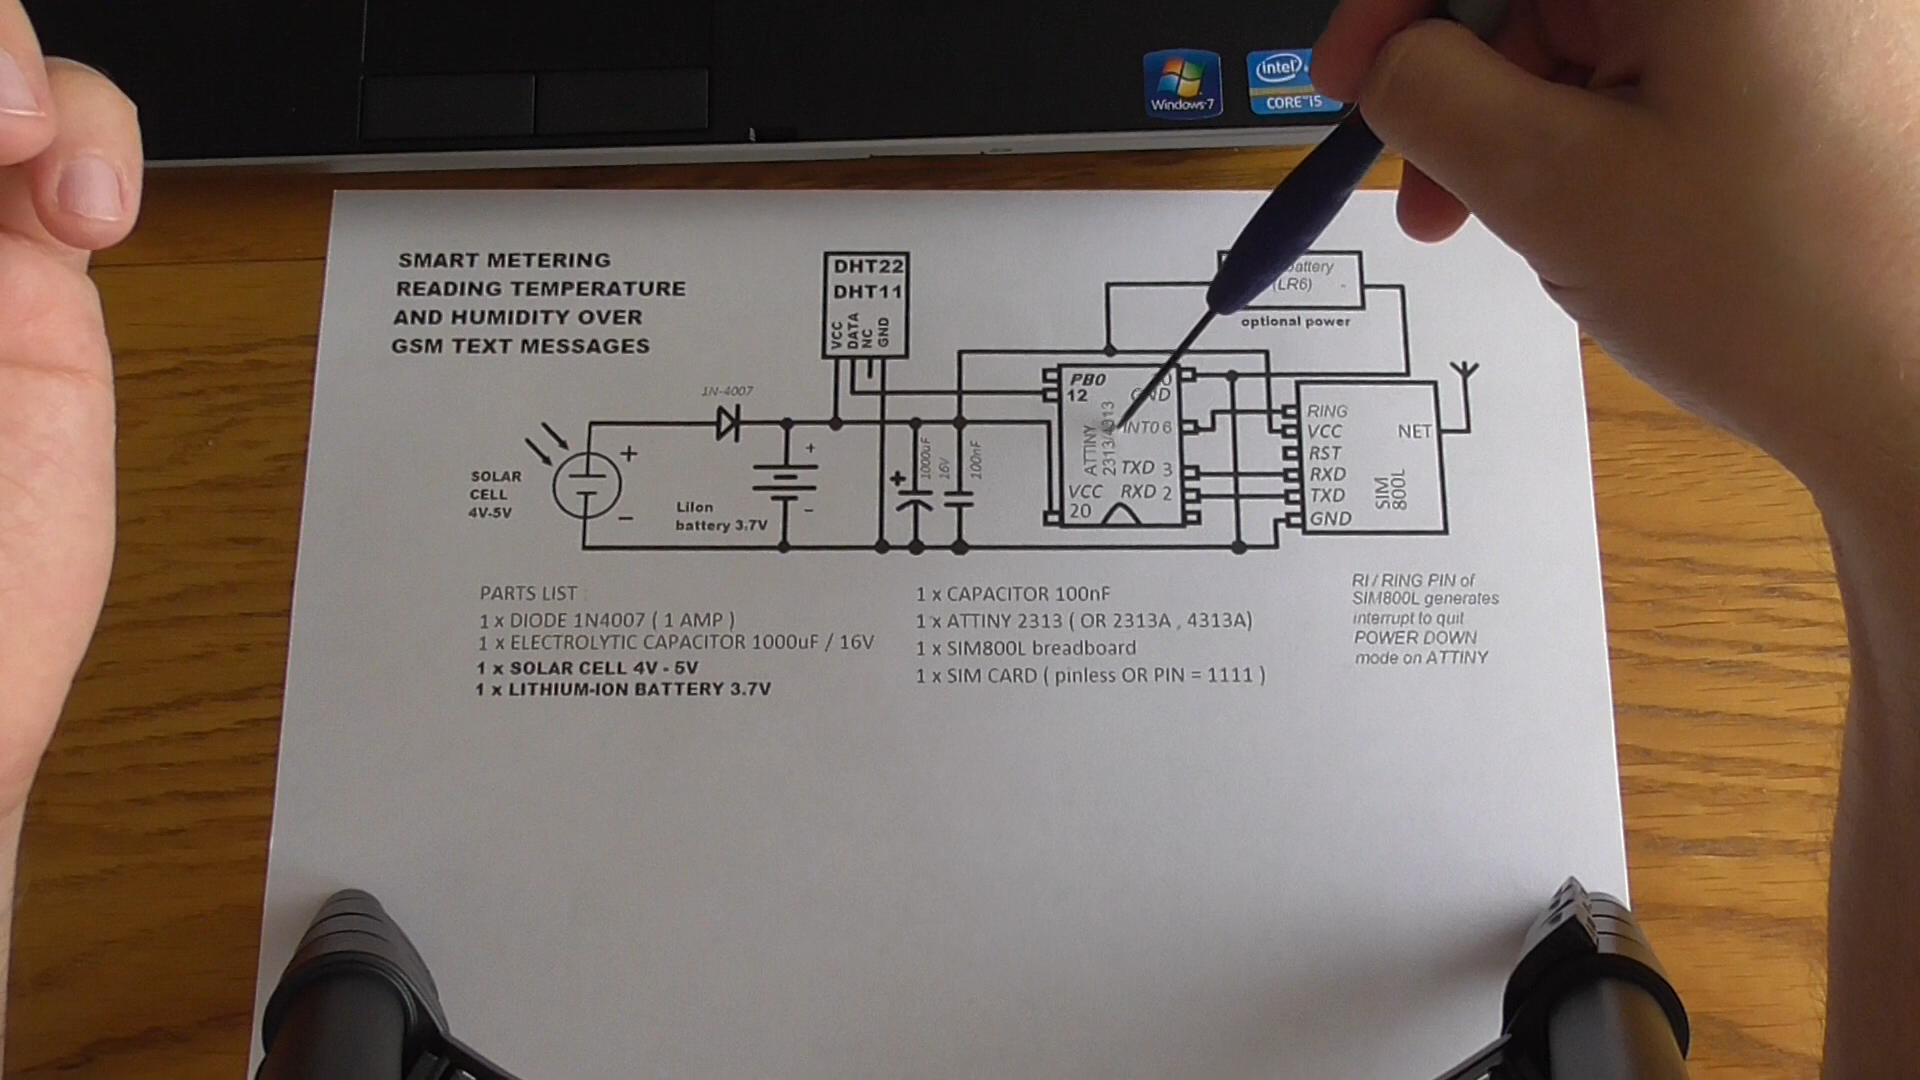 Windows 7
intel
CORE i5
SMART METERING
READING TEMPERATURE
AND HUMIDITY OVER
GSM TEXT MESSAGES
DHT22
DHT11
VCC
DATA
NC
GND
(LR6) -
optional power
1N-4007
SOLAR
CELL
4V-5V
+
-
LiIon
battery 3.7V
+
-
+
1000uF
16V
100nF
PB0
12
GND
ATTINY
2313/4313
INT0 6
TXD 3
VCC
RXD 2
20
RING
VCC
RST
RXD
TXD
GND
NET
SIM
800L
PARTS LIST :
1 x DIODE 1N4007 ( 1 AMP )
1 x ELECTROLYTIC CAPACITOR 1000uF / 16V
1 x SOLAR CELL 4V - 5V
1 x LITHIUM-ION BATTERY 3.7V
1 x CAPACITOR 100nF
1 x ATTINY 2313 ( OR 2313A , 4313A)
1 x SIM800L breadboard
1 x SIM CARD ( pinless OR PIN = 1111 )
RI / RING PIN of
SIM800L generates
interrupt to quit
POWER DOWN
mode on ATTINY